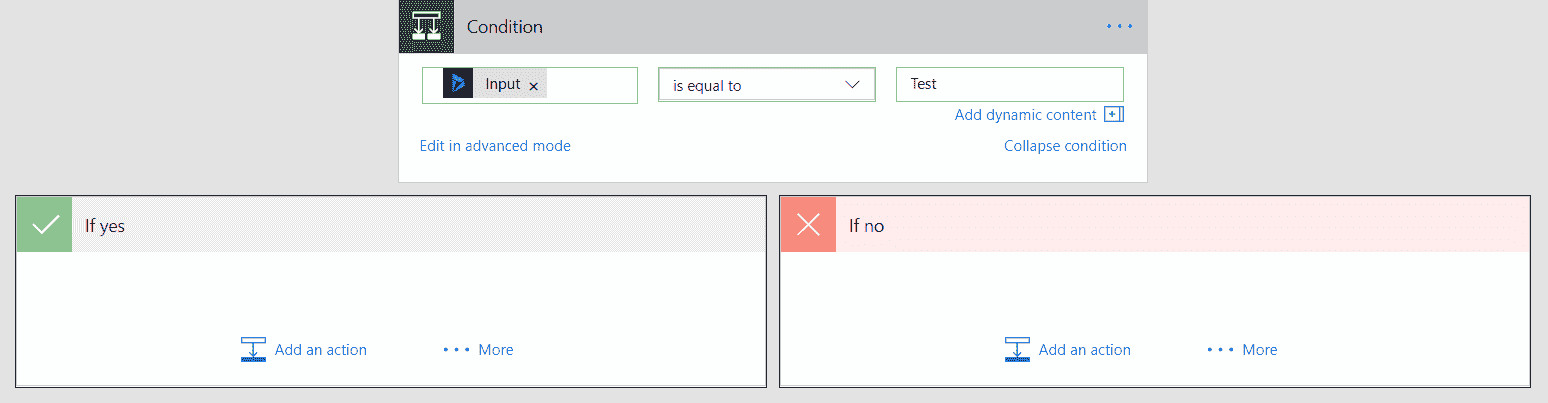 Condition
Input
is equal to
Test
Add dynamic content
Edit in advanced mode
Collapse condition
If yes
If no
Add an action
More
Add an action
More